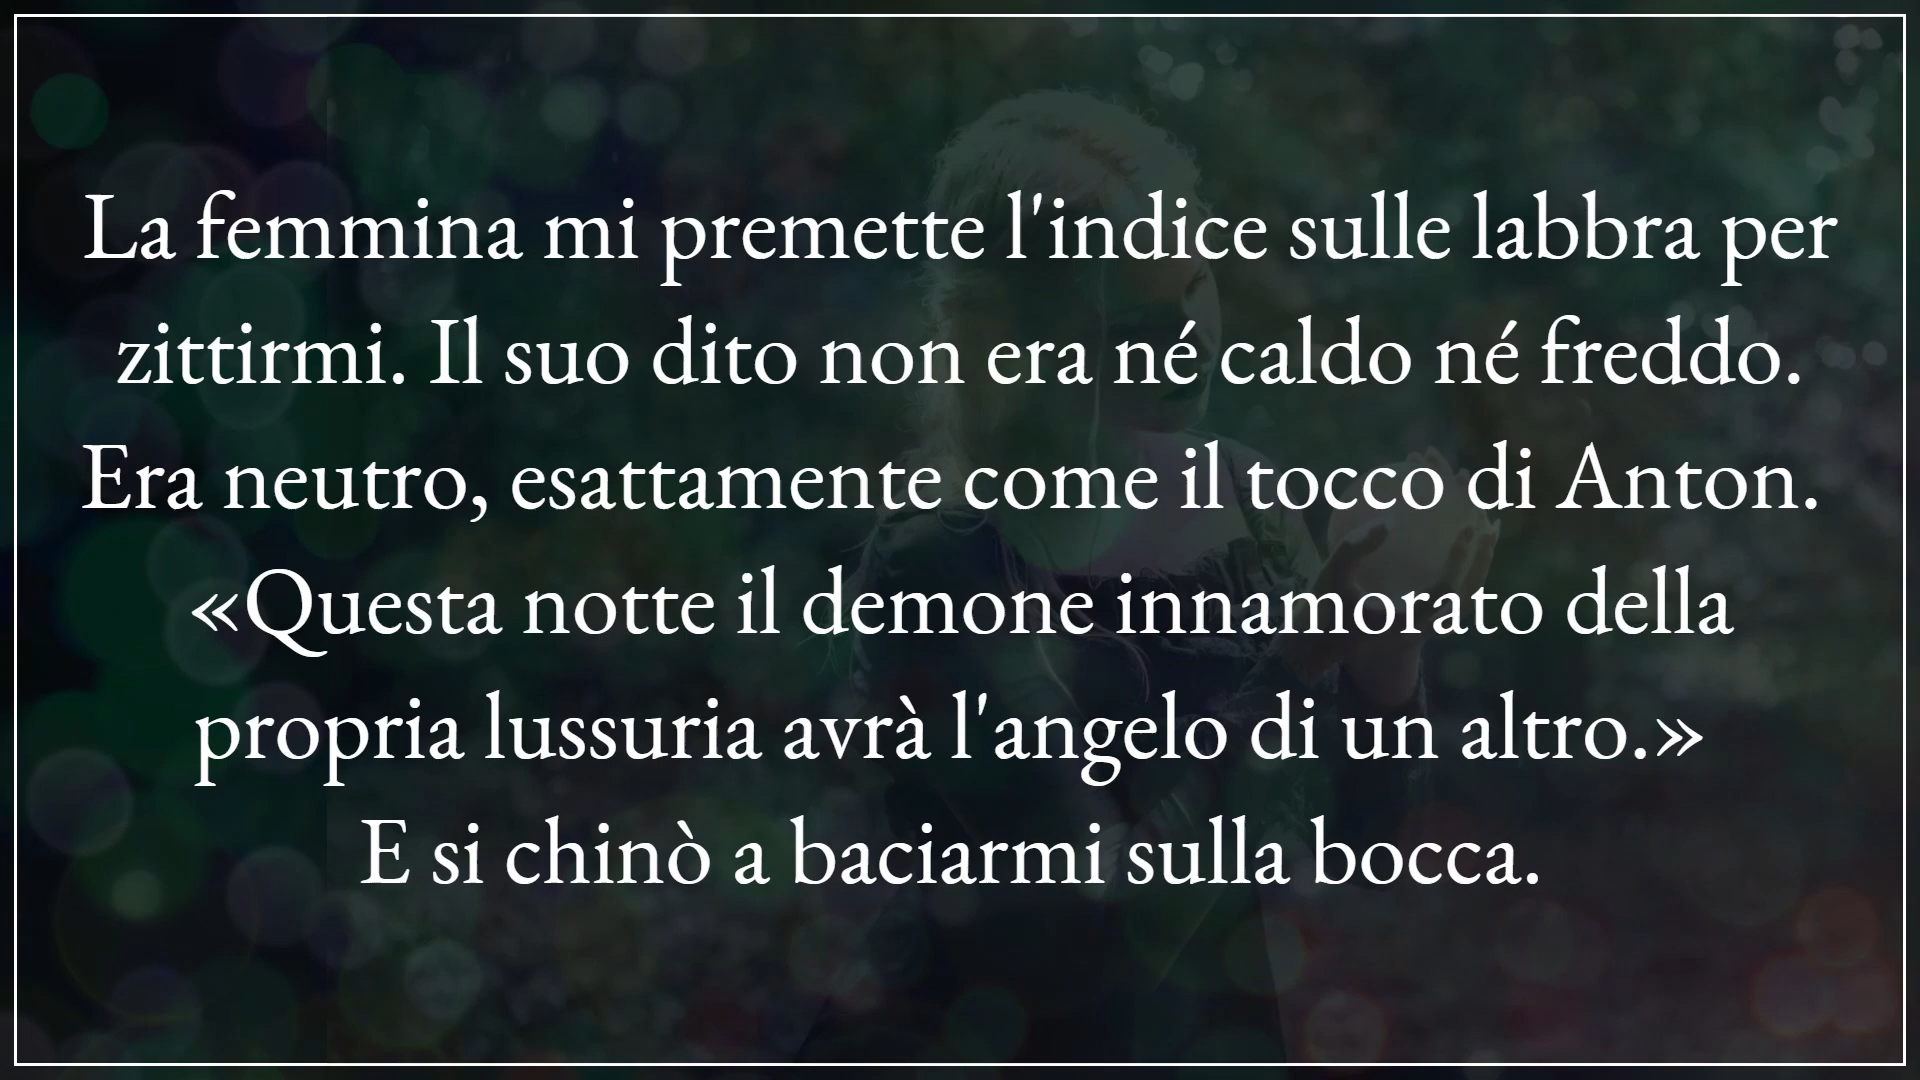 La femmina mi premette l'indice sulle labbra per
zittirmi. Il suo dito non era né caldo né freddo.
Era neutro, esattamente come il tocco di Anton.
«Questa notte il demone innamorato della
propria lussuria avrà l'angelo di un altro.»
E si chinò a baciarmi sulla bocca.